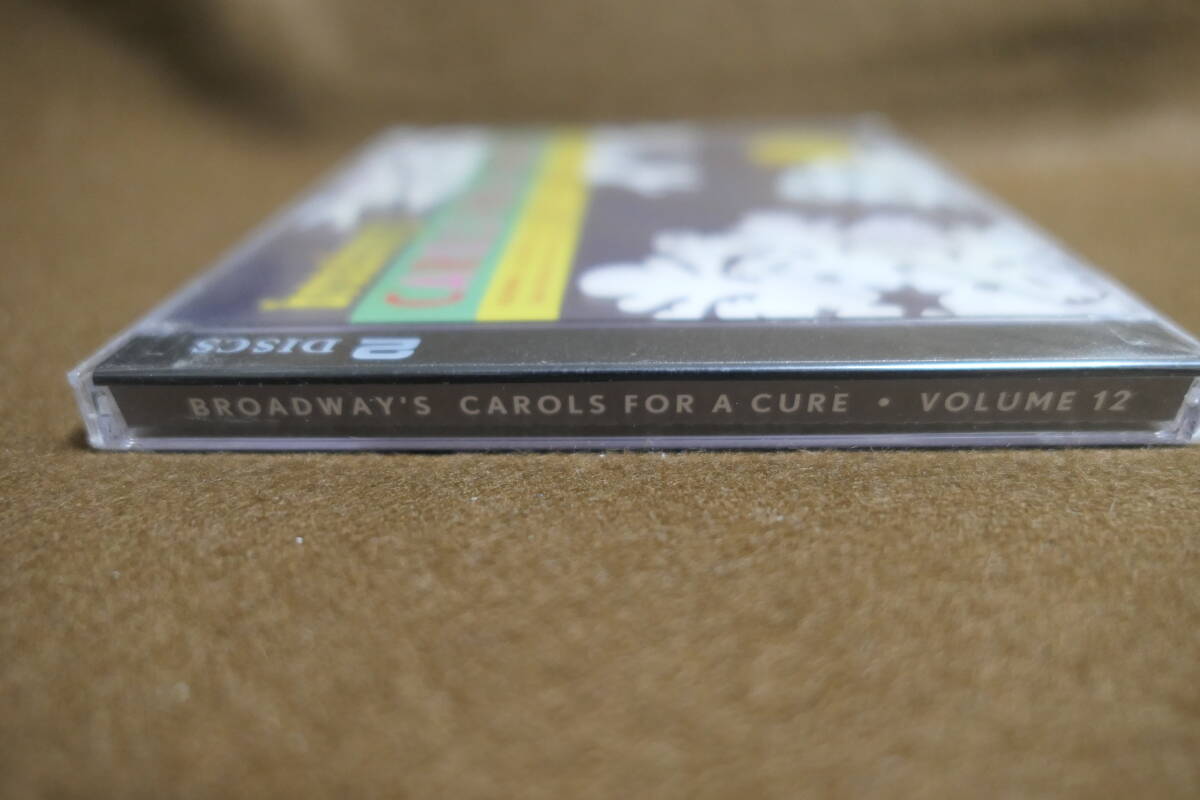 2 DISCS
BROADWAY'S CAROLS FOR A CURE • VOLUME 12